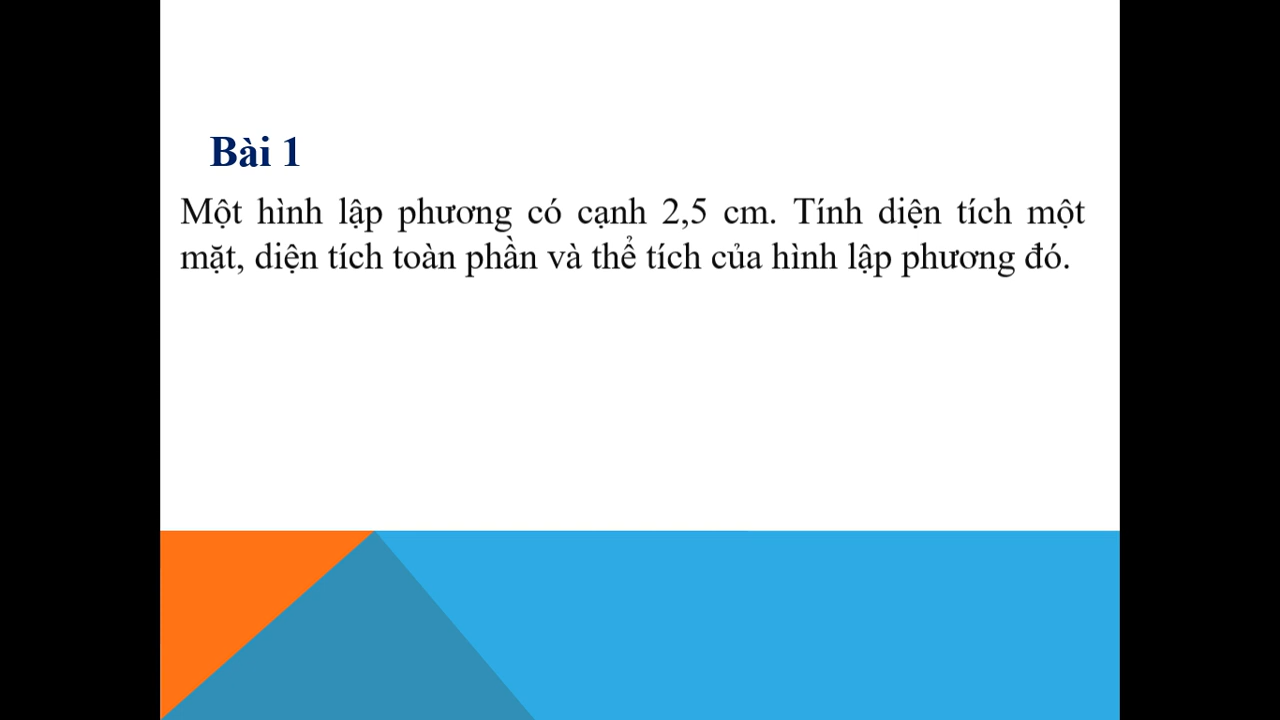 Bài 1
Một hình lập phương có cạnh 2,5 cm. Tính diện tích một
mặt, diện tích toàn phần và thể tích của hình lập phương đó.